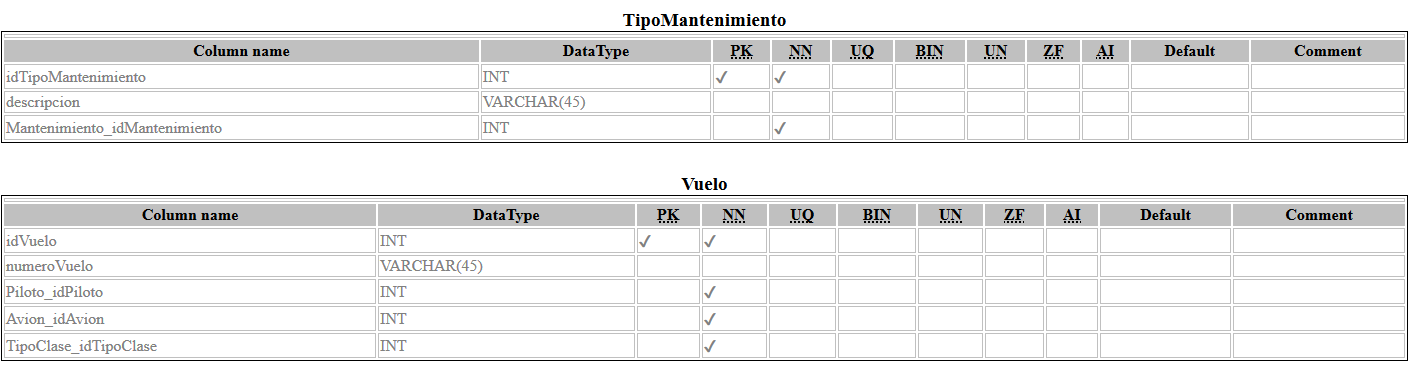 TipoMantenimiento
Column name DataType PK NN UQ BIN UN ZF AI Default Comment
idTipoMantenimiento INT ✓ ✓
descripcion VARCHAR(45)
Mantenimiento_idMantenimiento INT ✓
Vuelo
Column name DataType PK NN UQ BIN UN ZF AI Default Comment
idVuelo INT ✓ ✓
numeroVuelo VARCHAR(45)
Piloto_idPiloto INT ✓
Avion_idAvion INT ✓
TipoClase_idTipoClase INT ✓